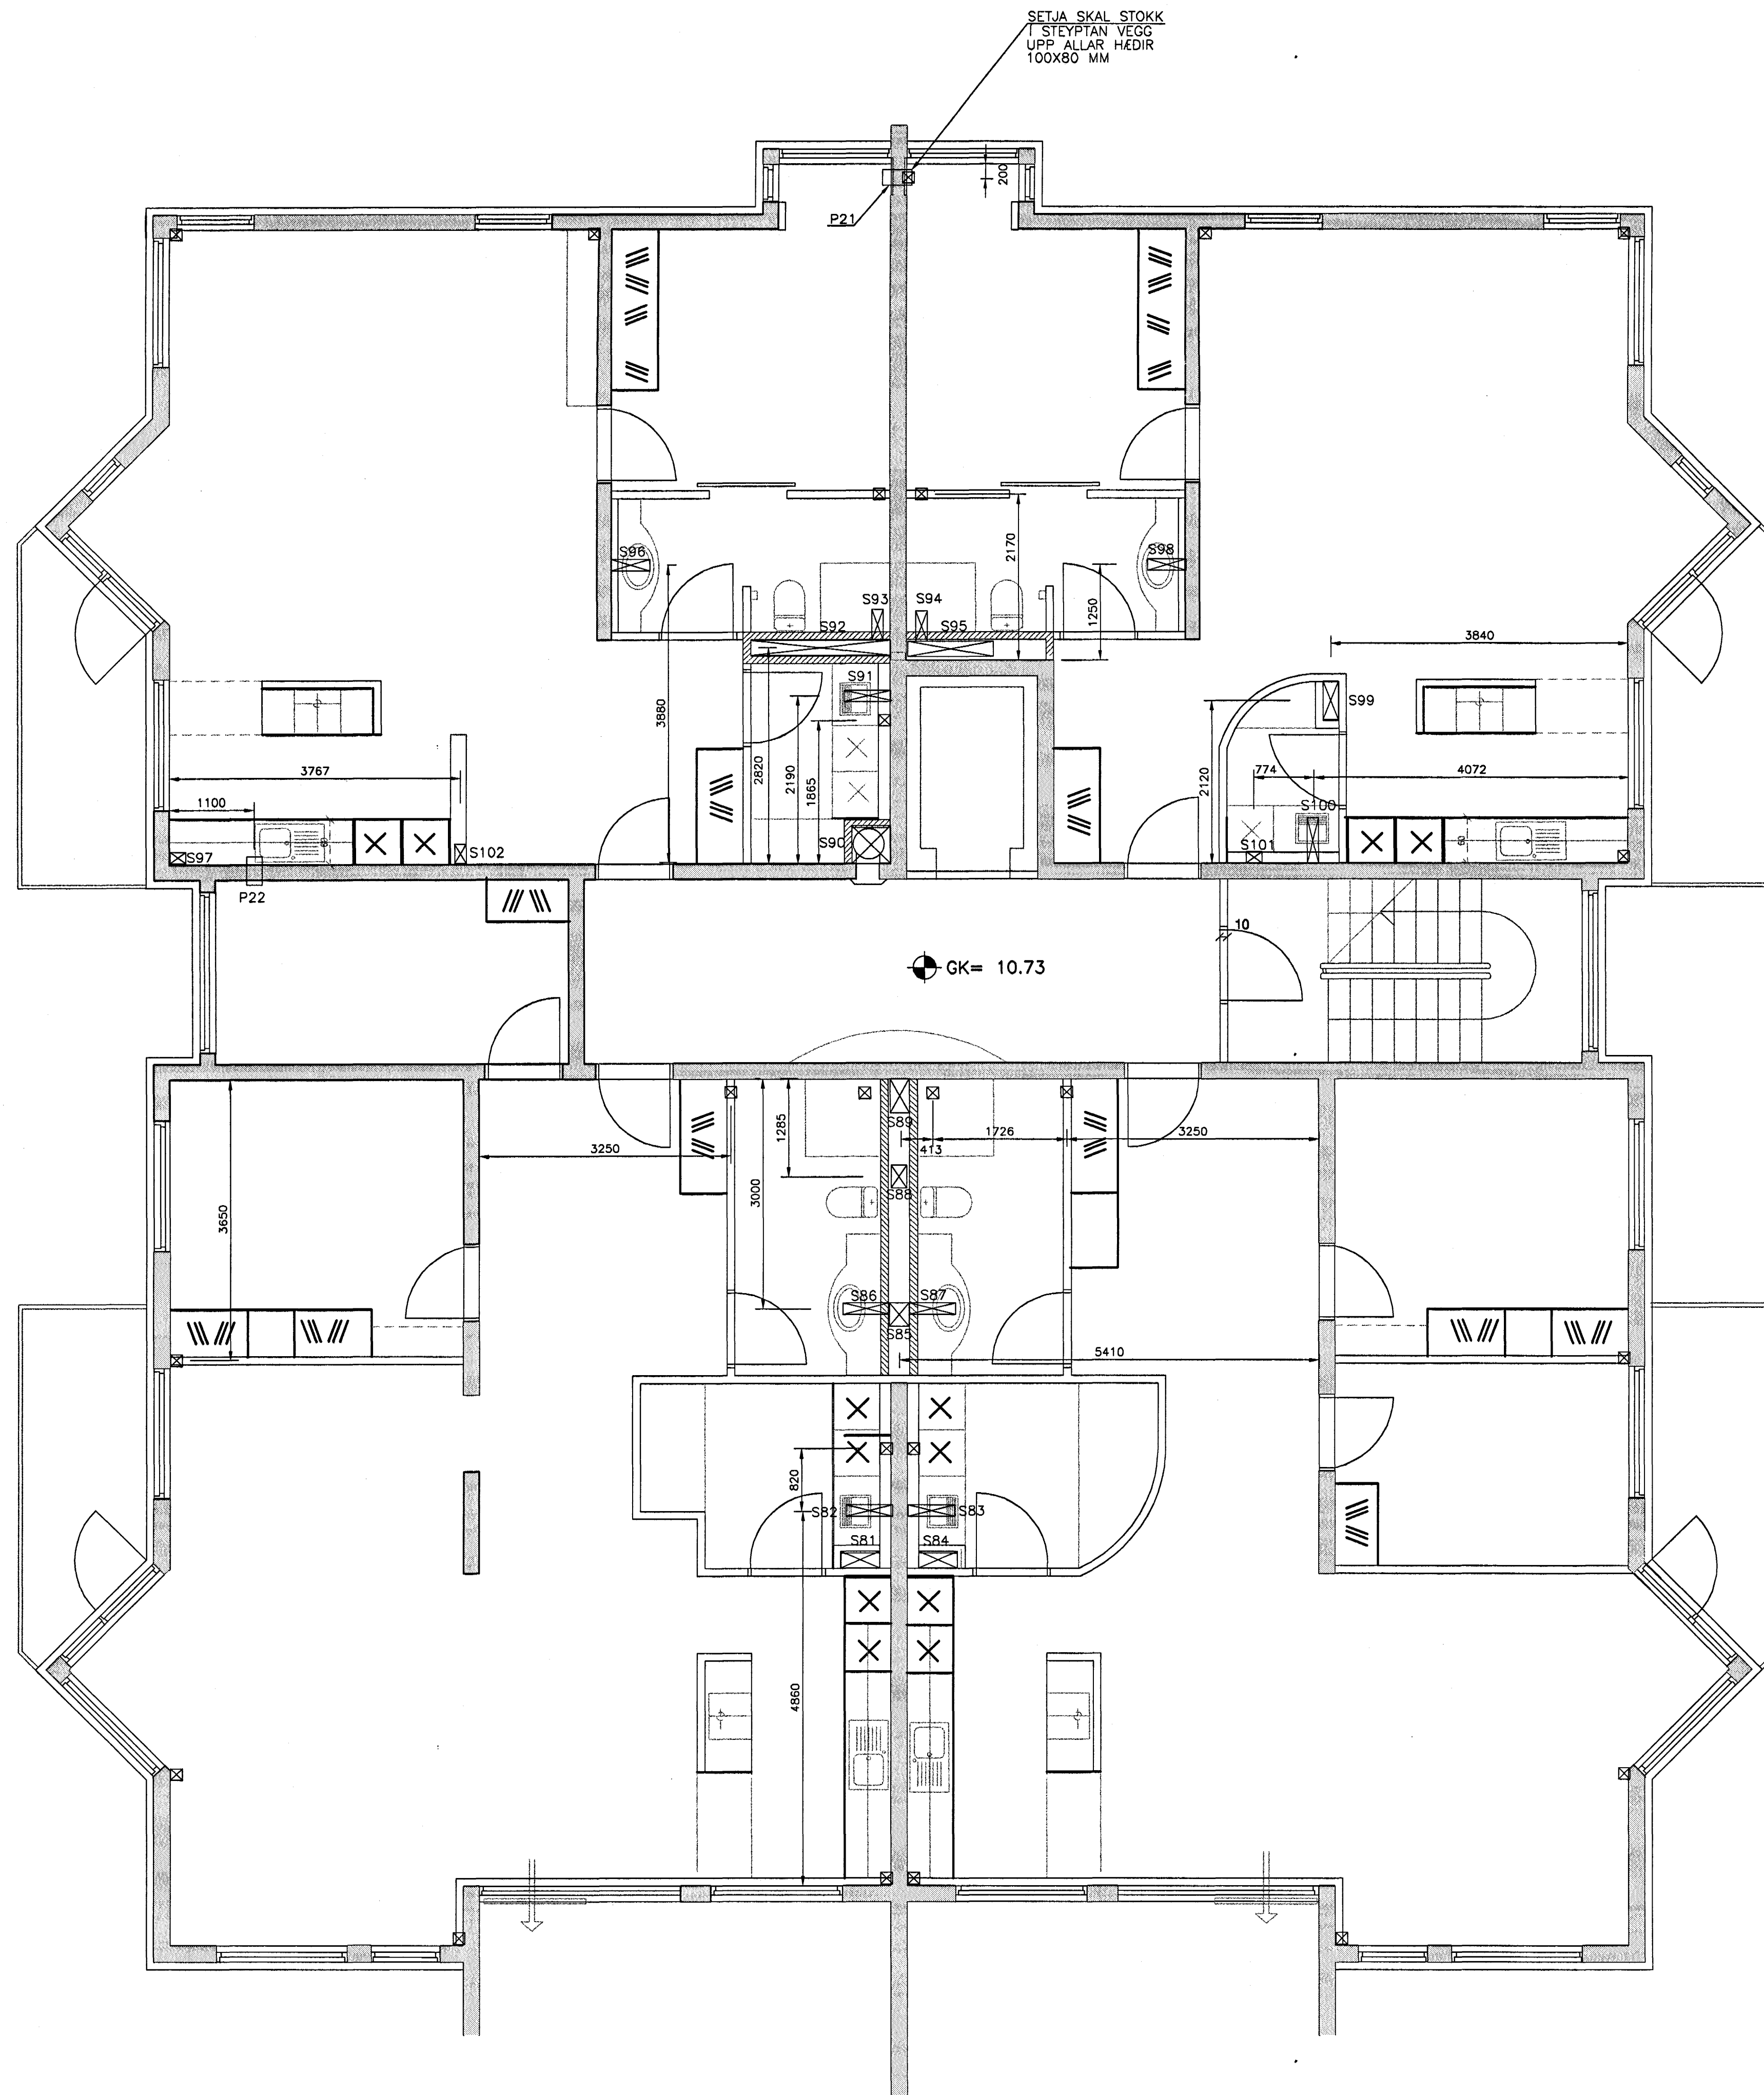 SETJA SKAL STOKK
Í STEYPTAN VEGG
UPP ALLAR HÆDIR
100X80 MM
200
P21
S96
S98
2170
1250
S93
S94
S92
S95
3840
3880
S91
S99
2820
2190
1865
2120
3767
774
4072
1100
S100
60
60
S90
S97
S102
S101
P22
10
GK= 10.73
1285
S89
3250
413
1726
3250
3000
S88
3650
S86
S87
S85
5410
820
S82
S83
S81
S84
4860